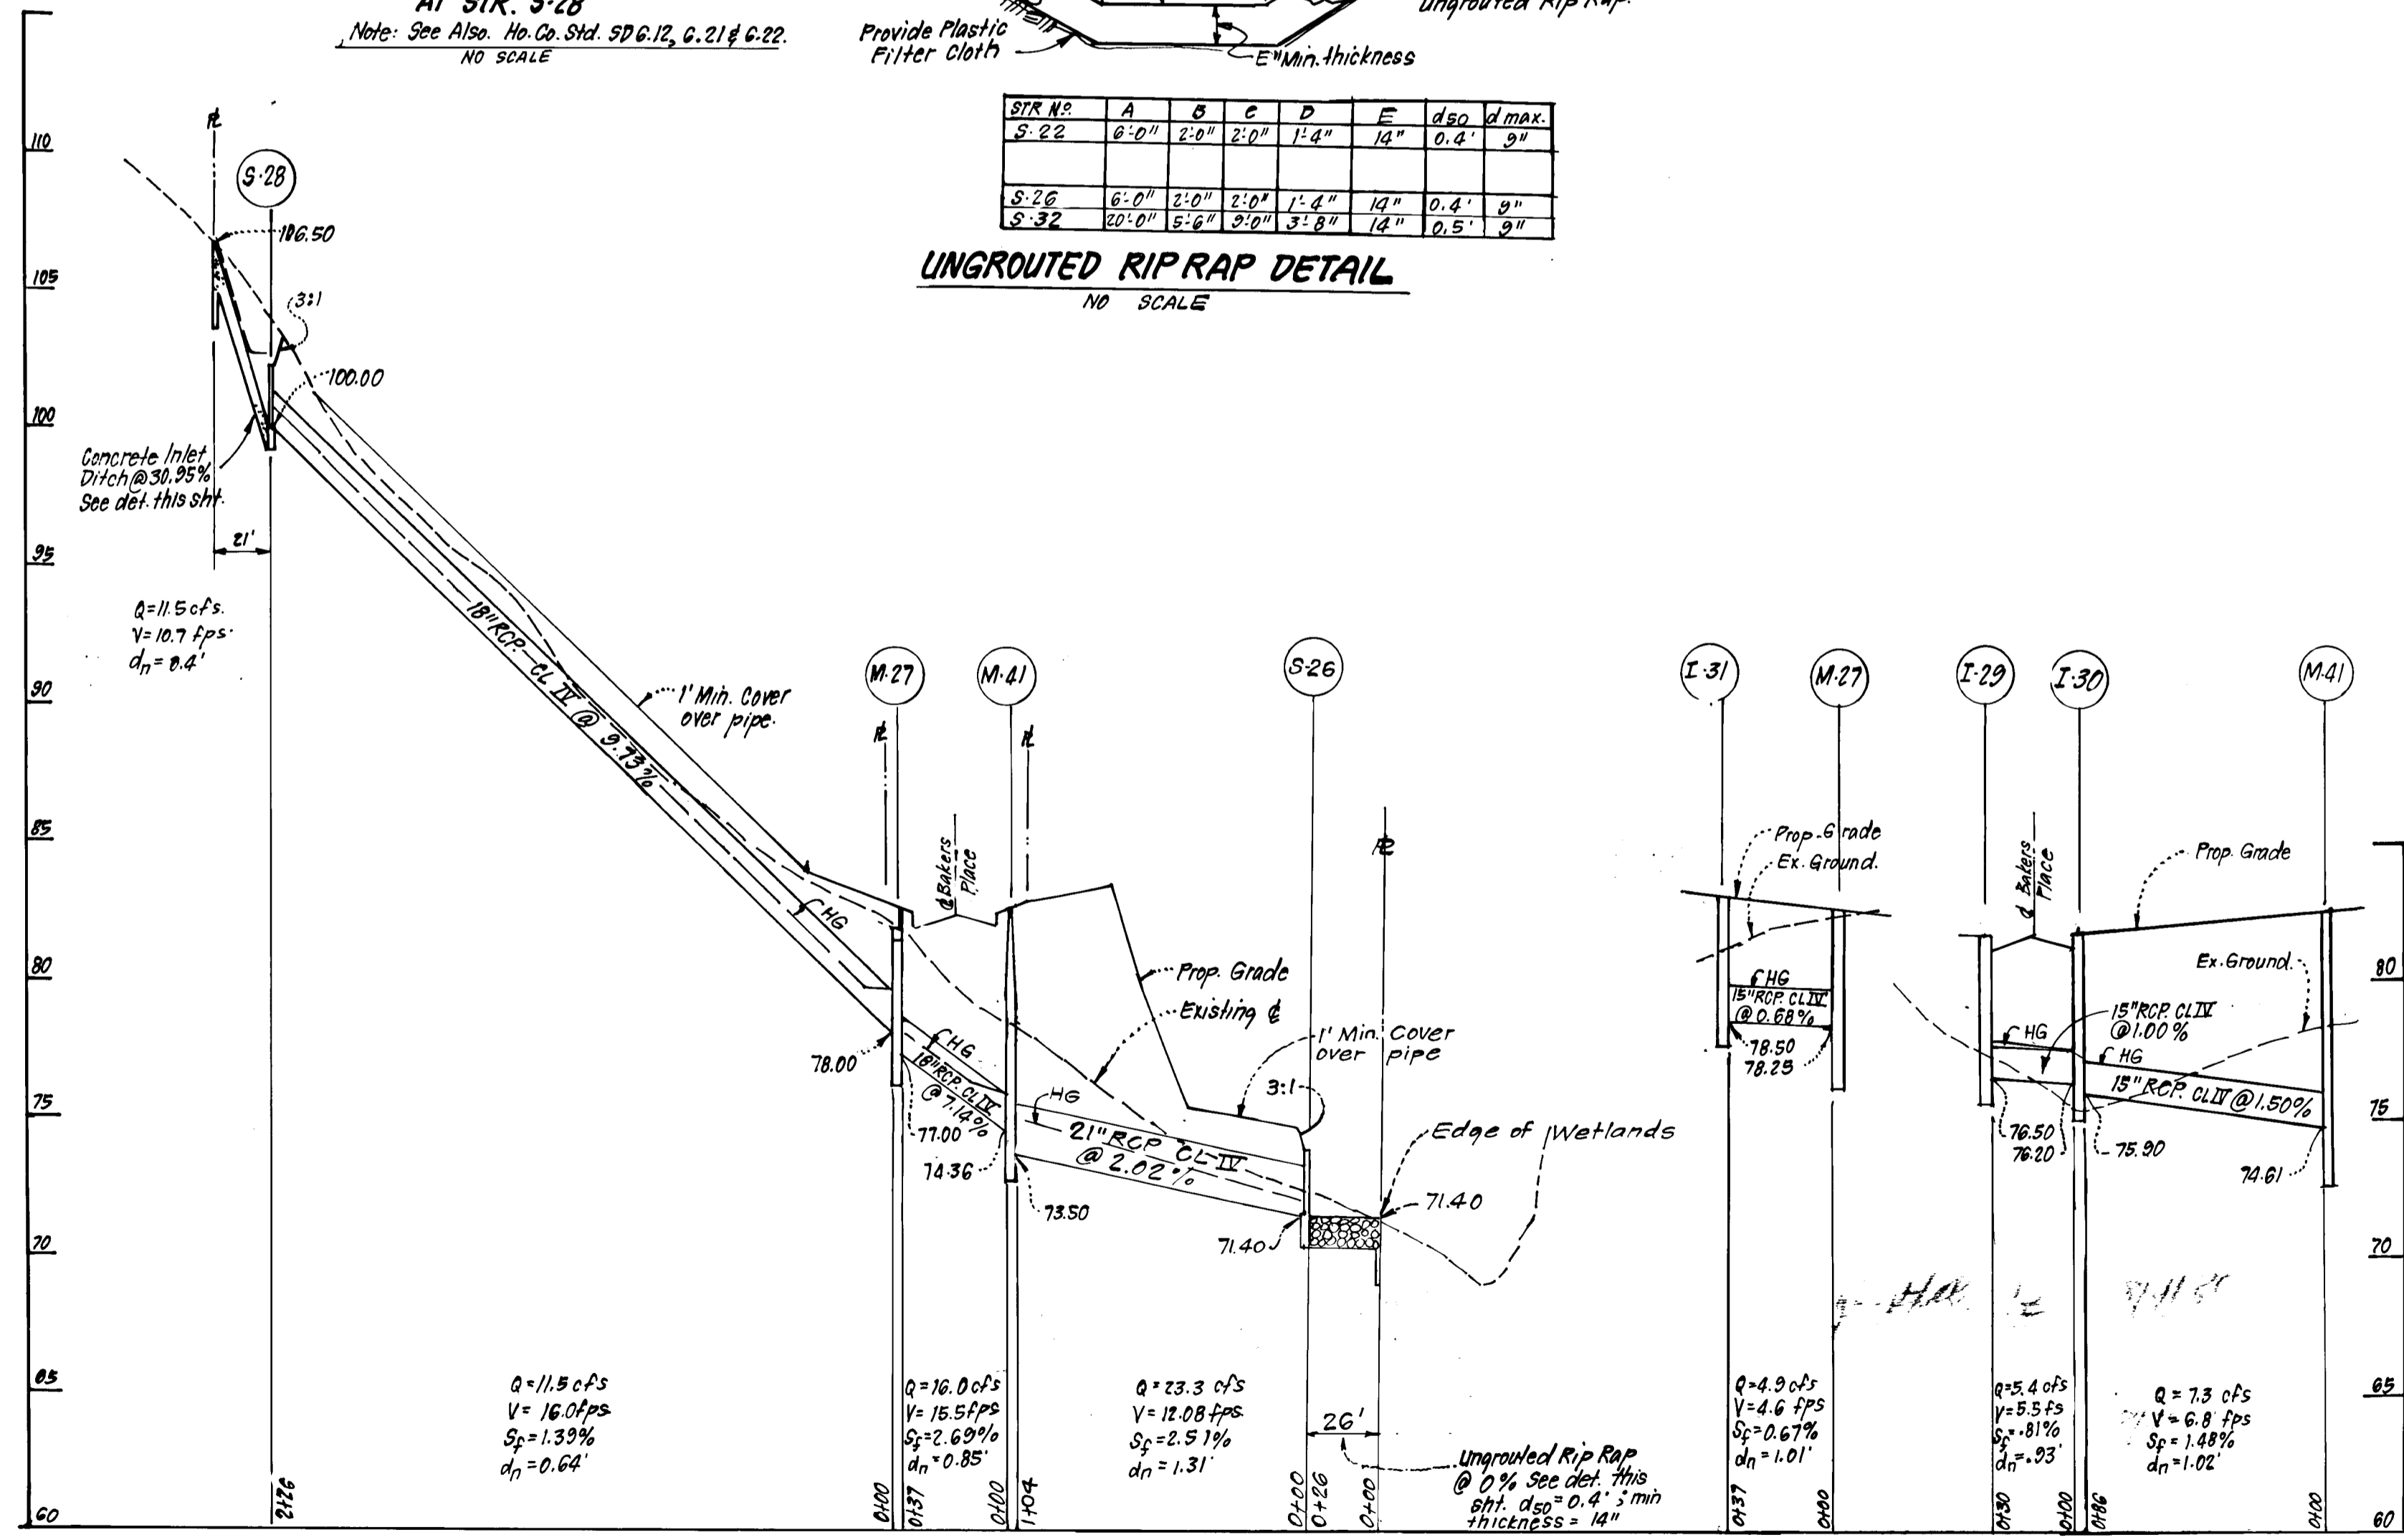 AT STR. S-28
Note: See Also. Ho. Co. Std. SD 6.12, 6.21 & 6.22.
NO SCALE
Provide Plastic
Filter Cloth
E" Min. thickness
Ungrouted Rip Rap.
STR Nº. A B C D E d50 d max.
S-22 6'-0" 2'-0" 2'-0" 1'-4" 14" 0.4' 9"
S-26 6'-0" 2'-0" 2'-0" 1'-4" 14" 0.4' 9"
S-32 20'-0" 5'-6" 9'-0" 3'-8" 14" 0.5' 9"
UNGROUTED RIP RAP DETAIL
NO SCALE
110
105
100
95
90
85
80
75
70
65
60
S-28
106.50
3:1
100.00
Concrete Inlet
Ditch @ 30.95%
See det. this sht.
21'
Q=11.5 cfs.
V=10.7 fps.
dn=0.4'
18" RCP. CL IV @ 9.73%
1' Min. Cover
over pipe.
HG
M-27
M-41
S-26
₵ Bakers
Place
78.00
HG
18" RCP. CL IV
@ 7.14%
77.00
74.36
HG
21" RCP CL IV
@ 2.02%
73.50
Prop. Grade
Existing ₵
1' Min. Cover
over pipe
3:1
Edge of Wetlands
71.40
71.40
26'
Ungrouted Rip Rap
@ 0% See det. this
sht. d50 = 0.4' ; min
thickness = 14"
Q=11.5 cfs
V= 16.0fps
Sf=1.39%
dn=0.64'
Q=16.0 cfs
V=15.5fps
Sf=2.69%
dn=0.85'
Q=23.3 cfs
V=12.08 fps.
Sf=2.51%
dn=1.31'
2+26
0+00
0+37
0+00
1+04
0+00
0+26
0+00
I-31
M-27
Prop. Grade
Ex. Ground.
HG
15" RCP. CL IV
@ 0.68%
78.50
78.25
Q=4.9 cfs
V=4.6 fps
Sf=0.67%
dn=1.01'
0+37
0+00
I-29
I-30
M-41
₵ Bakers
Place
Prop. Grade
Ex. Ground.
HG
15" RCP. CL IV
@ 1.00%
HG
15" RCP. CL IV @ 1.50%
76.50
76.20
75.90
74.61
Q=5.4 cfs
V=5.5 fs
Sf=.81%
dn=.93'
Q = 7.3 cfs
V=6.8 fps
Sf=1.48%
dn=1.02'
0+30
0+00
0+86
0+00
80
75
70
65
60